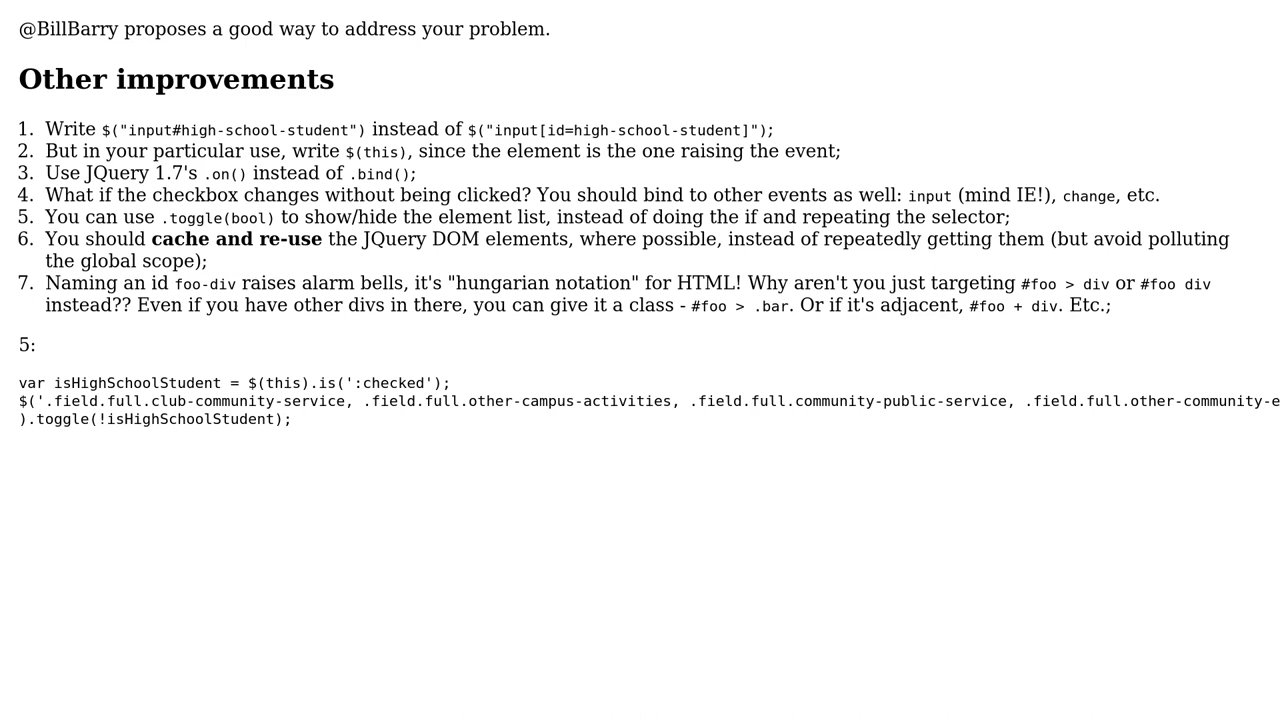 @BillBarry proposes a good way to address your problem.
Other improvements
1. Write $("input#high-school-student") instead of $("input[id=high-school-student]");
2. But in your particular use, write $(this), since the element is the one raising the event;
3. Use JQuery 1.7's .on() instead of .bind();
4. What if the checkbox changes without being clicked? You should bind to other events as well: input (mind IE!), change, etc.
5. You can use .toggle(bool) to show/hide the element list, instead of doing the if and repeating the selector;
6. You should cache and re-use the JQuery DOM elements, where possible, instead of repeatedly getting them (but avoid polluting
the global scope);
7. Naming an id foo-div raises alarm bells, it's "hungarian notation" for HTML! Why aren't you just targeting #foo > div or #foo div
instead?? Even if you have other divs in there, you can give it a class - #foo > .bar. Or if it's adjacent, #foo + div. Etc.;
5:
var isHighSchoolStudent = $(this).is(':checked');
$('.field.full.club-community-service, .field.full.other-campus-activities, .field.full.community-public-service, .field.full.other-community-e
).toggle(!isHighSchoolStudent);